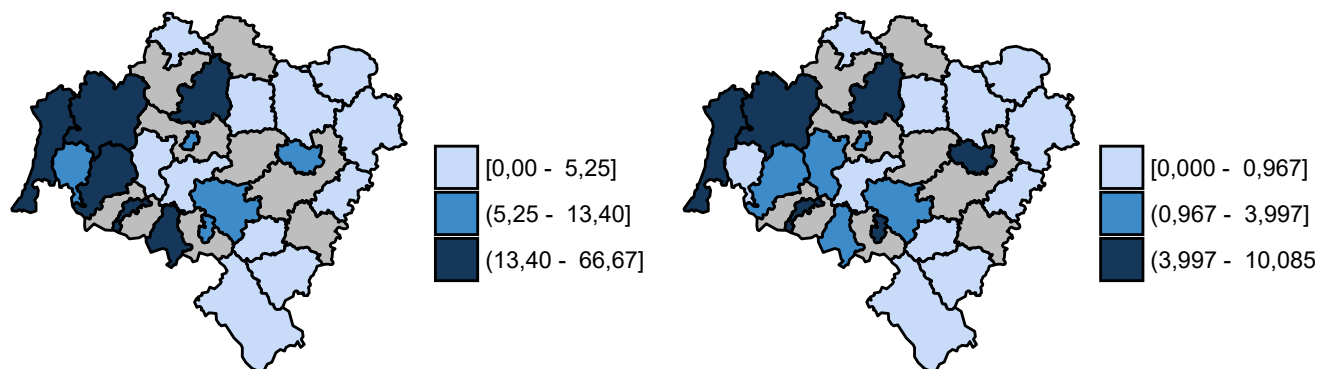 [0,00 - 5,25]
(5,25 - 13,40]
(13,40 - 66,67]
[0,000 - 0,967]
(0,967 - 3,997]
(3,997 - 10,085